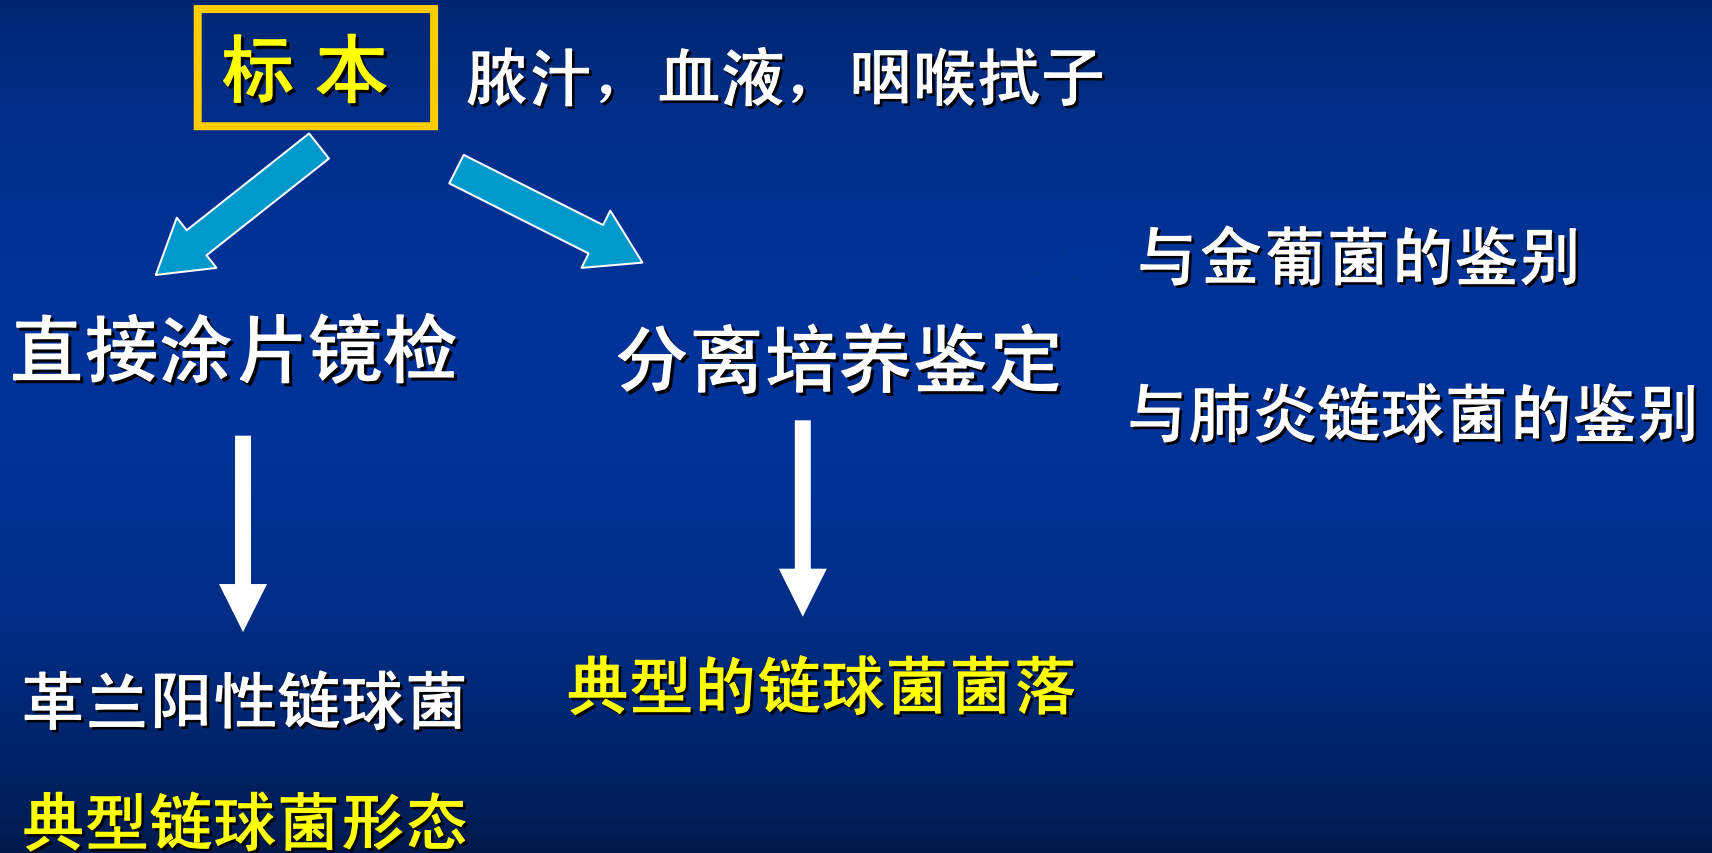 标 本
脓汁，血液，咽喉拭子
与金葡菌的鉴别
直接涂片镜检
分离培养鉴定
与肺炎链球菌的鉴别
革兰阳性链球菌
典型的链球菌菌落
典型链球菌形态